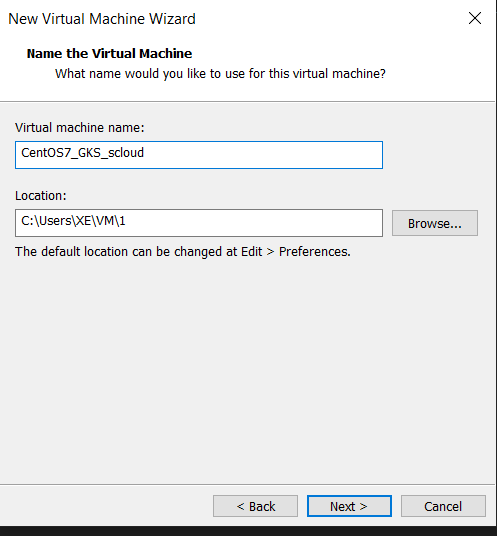 New Virtual Machine Wizard
Name the Virtual Machine
What name would you like to use for this virtual machine?
Virtual machine name:
CentOS7_GKS_scloud
Location:
C:\Users\XE\VM\1
Browse...
The default location can be changed at Edit > Preferences.
< Back
Next >
Cancel